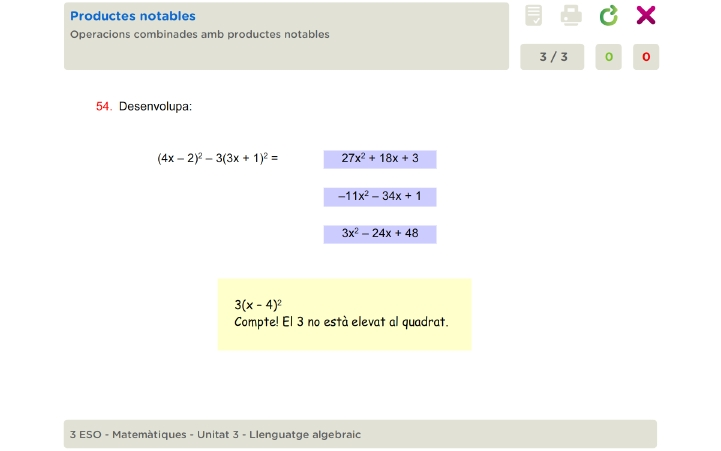 Productes notables
Operacions combinades amb productes notables
3 / 3
0
0
54. Desenvolupa:
(4x – 2)² – 3(3x + 1)² =
27x² + 18x + 3
–11x² – 34x + 1
3x² – 24x + 48
3(x - 4)²
Compte! El 3 no està elevat al quadrat.
3 ESO - Matemàtiques - Unitat 3 - Llenguatge algebraic